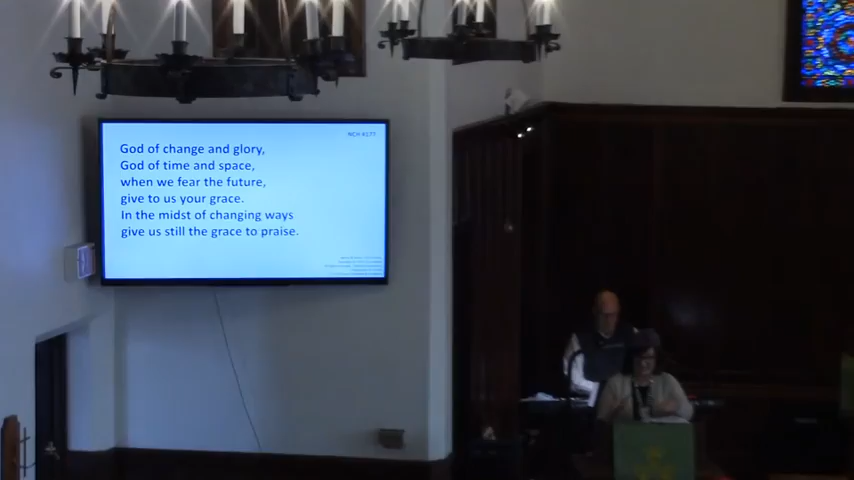 NCH #177
God of change and glory,
God of time and space,
when we fear the future,
give to us your grace.
In the midst of changing ways
give us still the grace to praise.